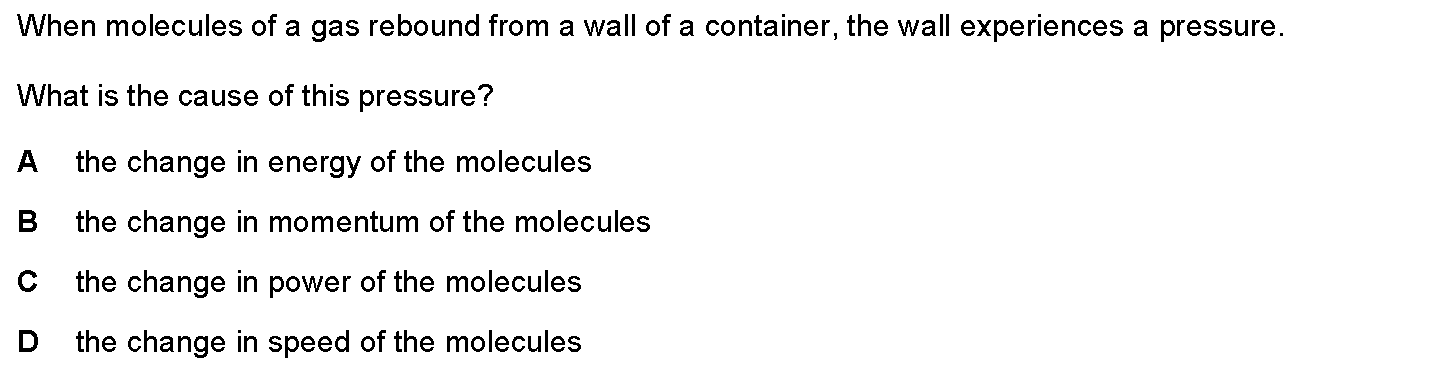 When molecules of a gas rebound from a wall of a container, the wall experiences a pressure.
What is the cause of this pressure?
A the change in energy of the molecules
B the change in momentum of the molecules
C the change in power of the molecules
D the change in speed of the molecules